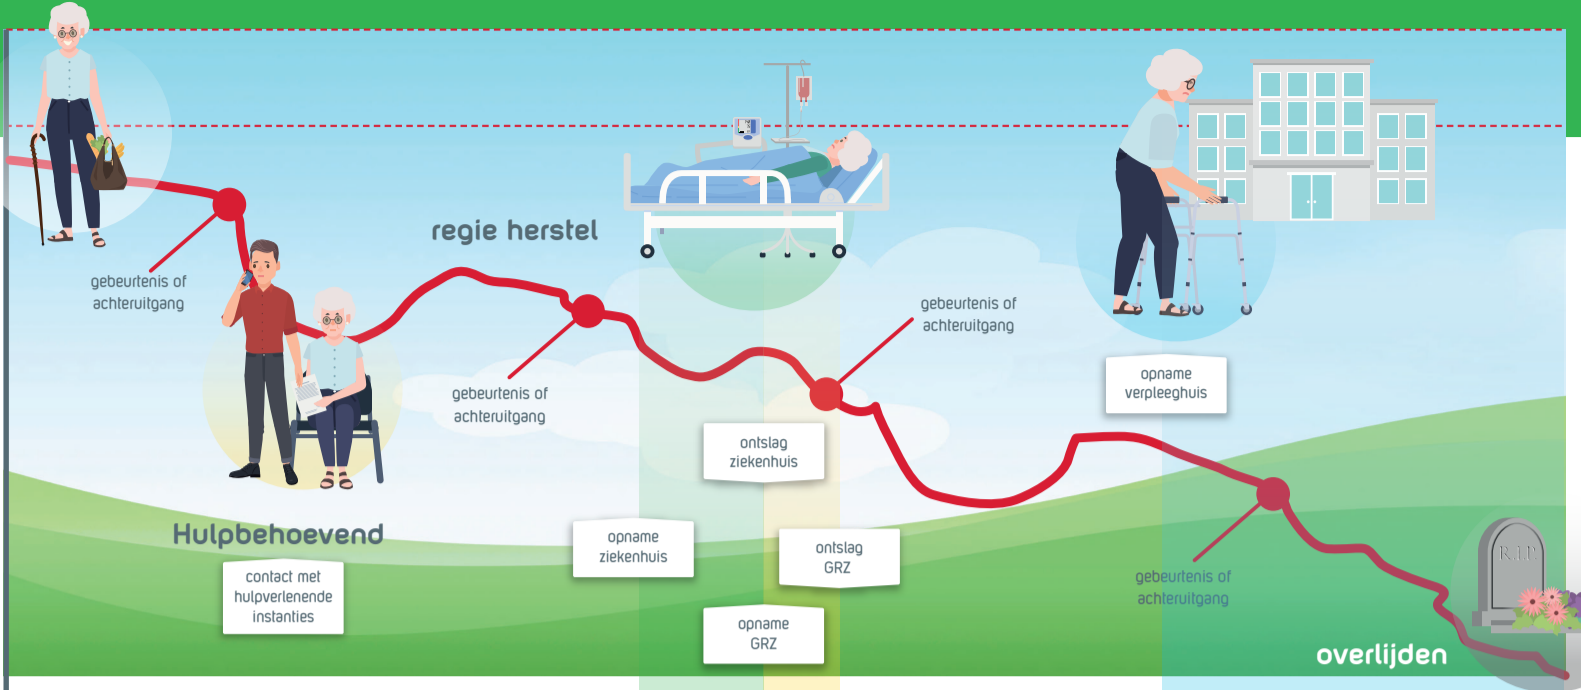 gebeurtenis of
achteruitgang
regie herstel
gebeurtenis of
achteruitgang
gebeurtenis of
achteruitgang
opname
verpleeghuis
ontslag
ziekenhuis
Hulpbehoevend
contact met
hulpverlenende
instanties
opname
ziekenhuis
ontslag
GRZ
opname
GRZ
gebeurtenis of
achteruitgang
R.I.P.
overlijden